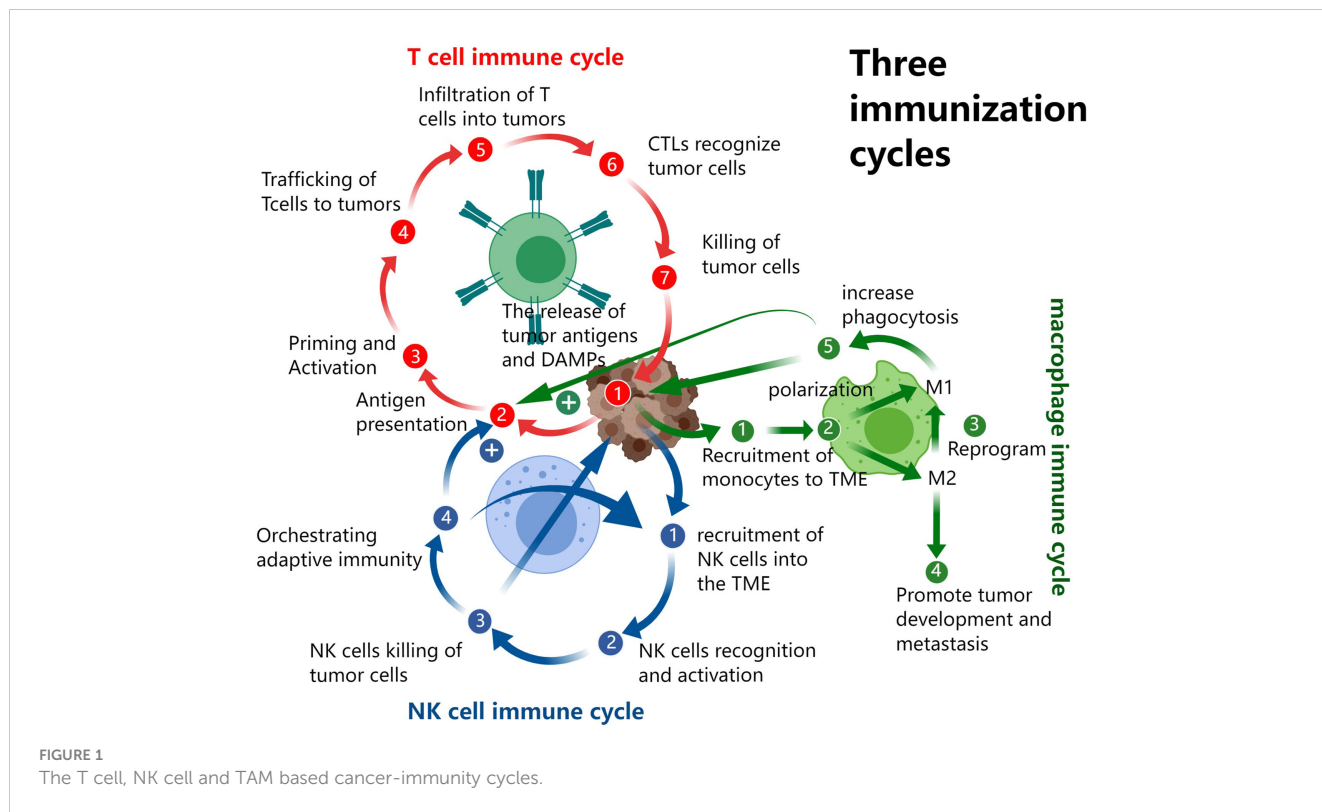 T cell immune cycle
Three
immunization
cycles
Infiltration of T
cells into tumors
5
6
CTLs recognize
tumor cells
Trafficking of
Tcells to tumors
4
7
Killing of
tumor cells
The release of
tumor antigens
and DAMPs
1
Priming and
Activation
3
Antigen
presentation
2
+
+
increase
phagocytosis
5
polarization
M1
1
2
3
Reprogram
Recruitment of
monocytes to TME
M2
4
Promote tumor
development and
metastasis
macrophage immune cycle
4
Orchestrating
adaptive immunity
1
recruitment of
NK cells into
the TME
3
NK cells killing of
tumor cells
2
NK cells recognition
and activation
NK cell immune cycle
FIGURE 1
The T cell, NK cell and TAM based cancer-immunity cycles.